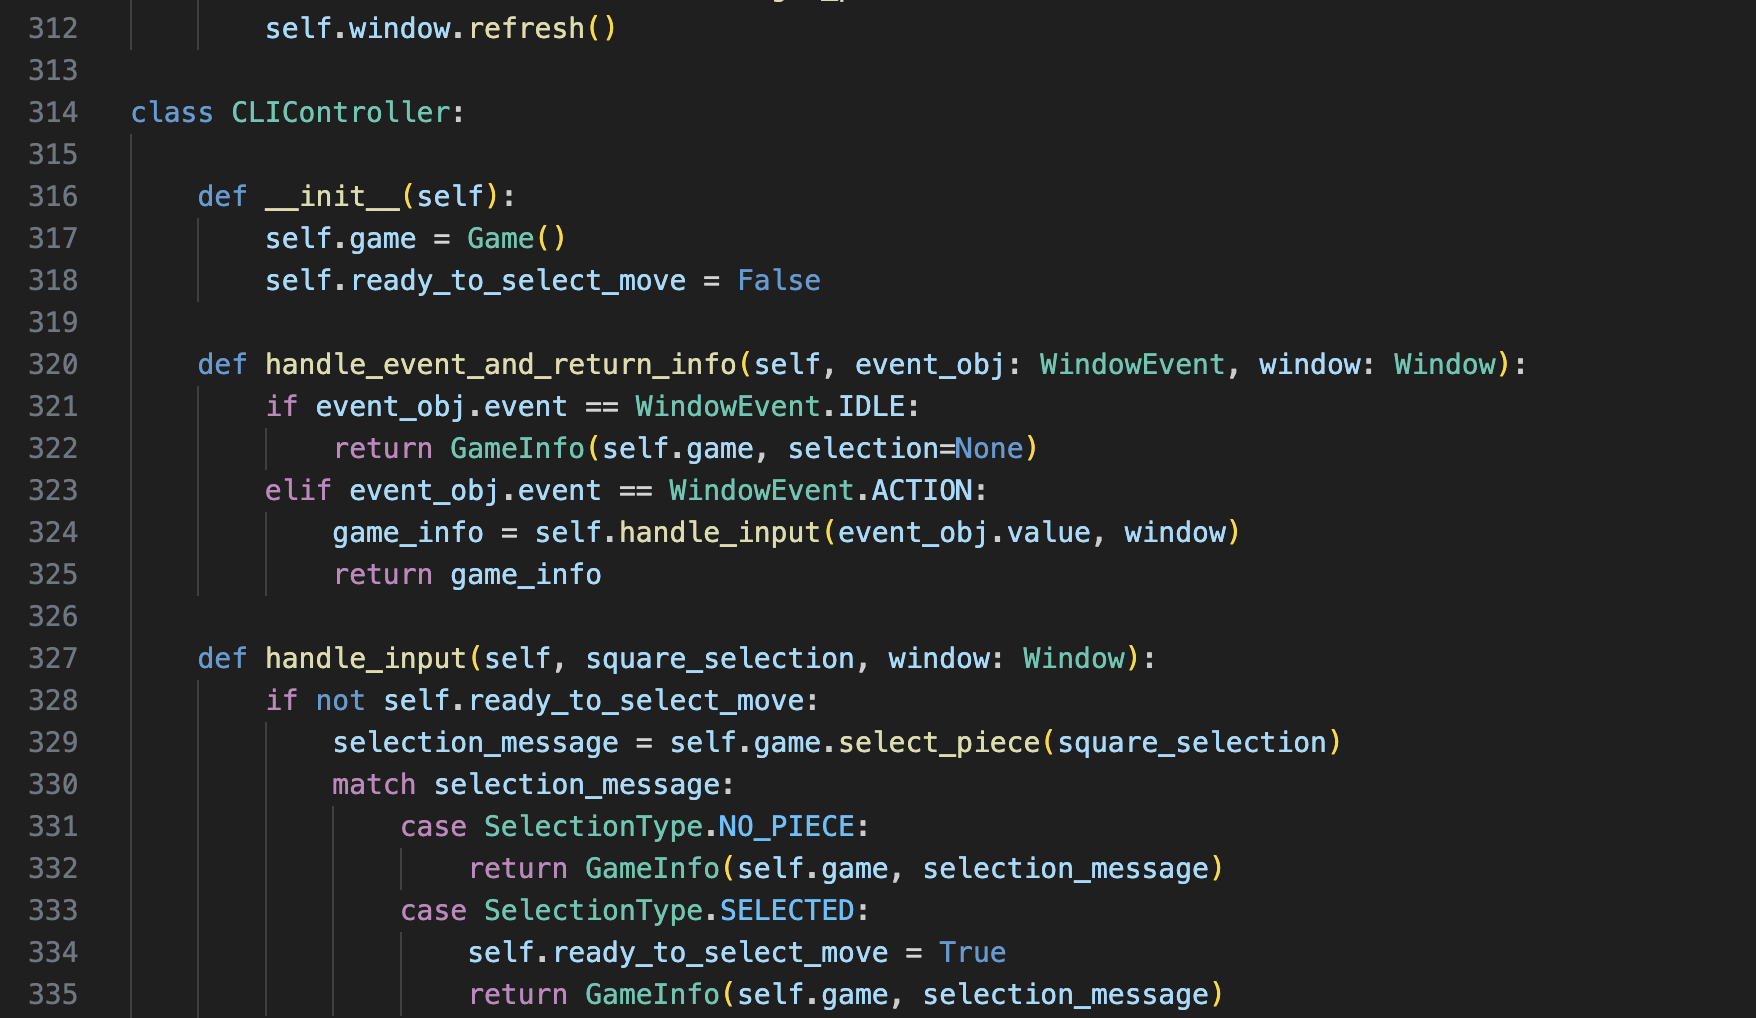 312 self.window.refresh()
313
314 class CLIController:
315
316 def __init__(self):
317 self.game = Game()
318 self.ready_to_select_move = False
319
320 def handle_event_and_return_info(self, event_obj: WindowEvent, window: Window):
321 if event_obj.event == WindowEvent.IDLE:
322 return GameInfo(self.game, selection=None)
323 elif event_obj.event == WindowEvent.ACTION:
324 game_info = self.handle_input(event_obj.value, window)
325 return game_info
326
327 def handle_input(self, square_selection, window: Window):
328 if not self.ready_to_select_move:
329 selection_message = self.game.select_piece(square_selection)
330 match selection_message:
331 case SelectionType.NO_PIECE:
332 return GameInfo(self.game, selection_message)
333 case SelectionType.SELECTED:
334 self.ready_to_select_move = True
335 return GameInfo(self.game, selection_message)